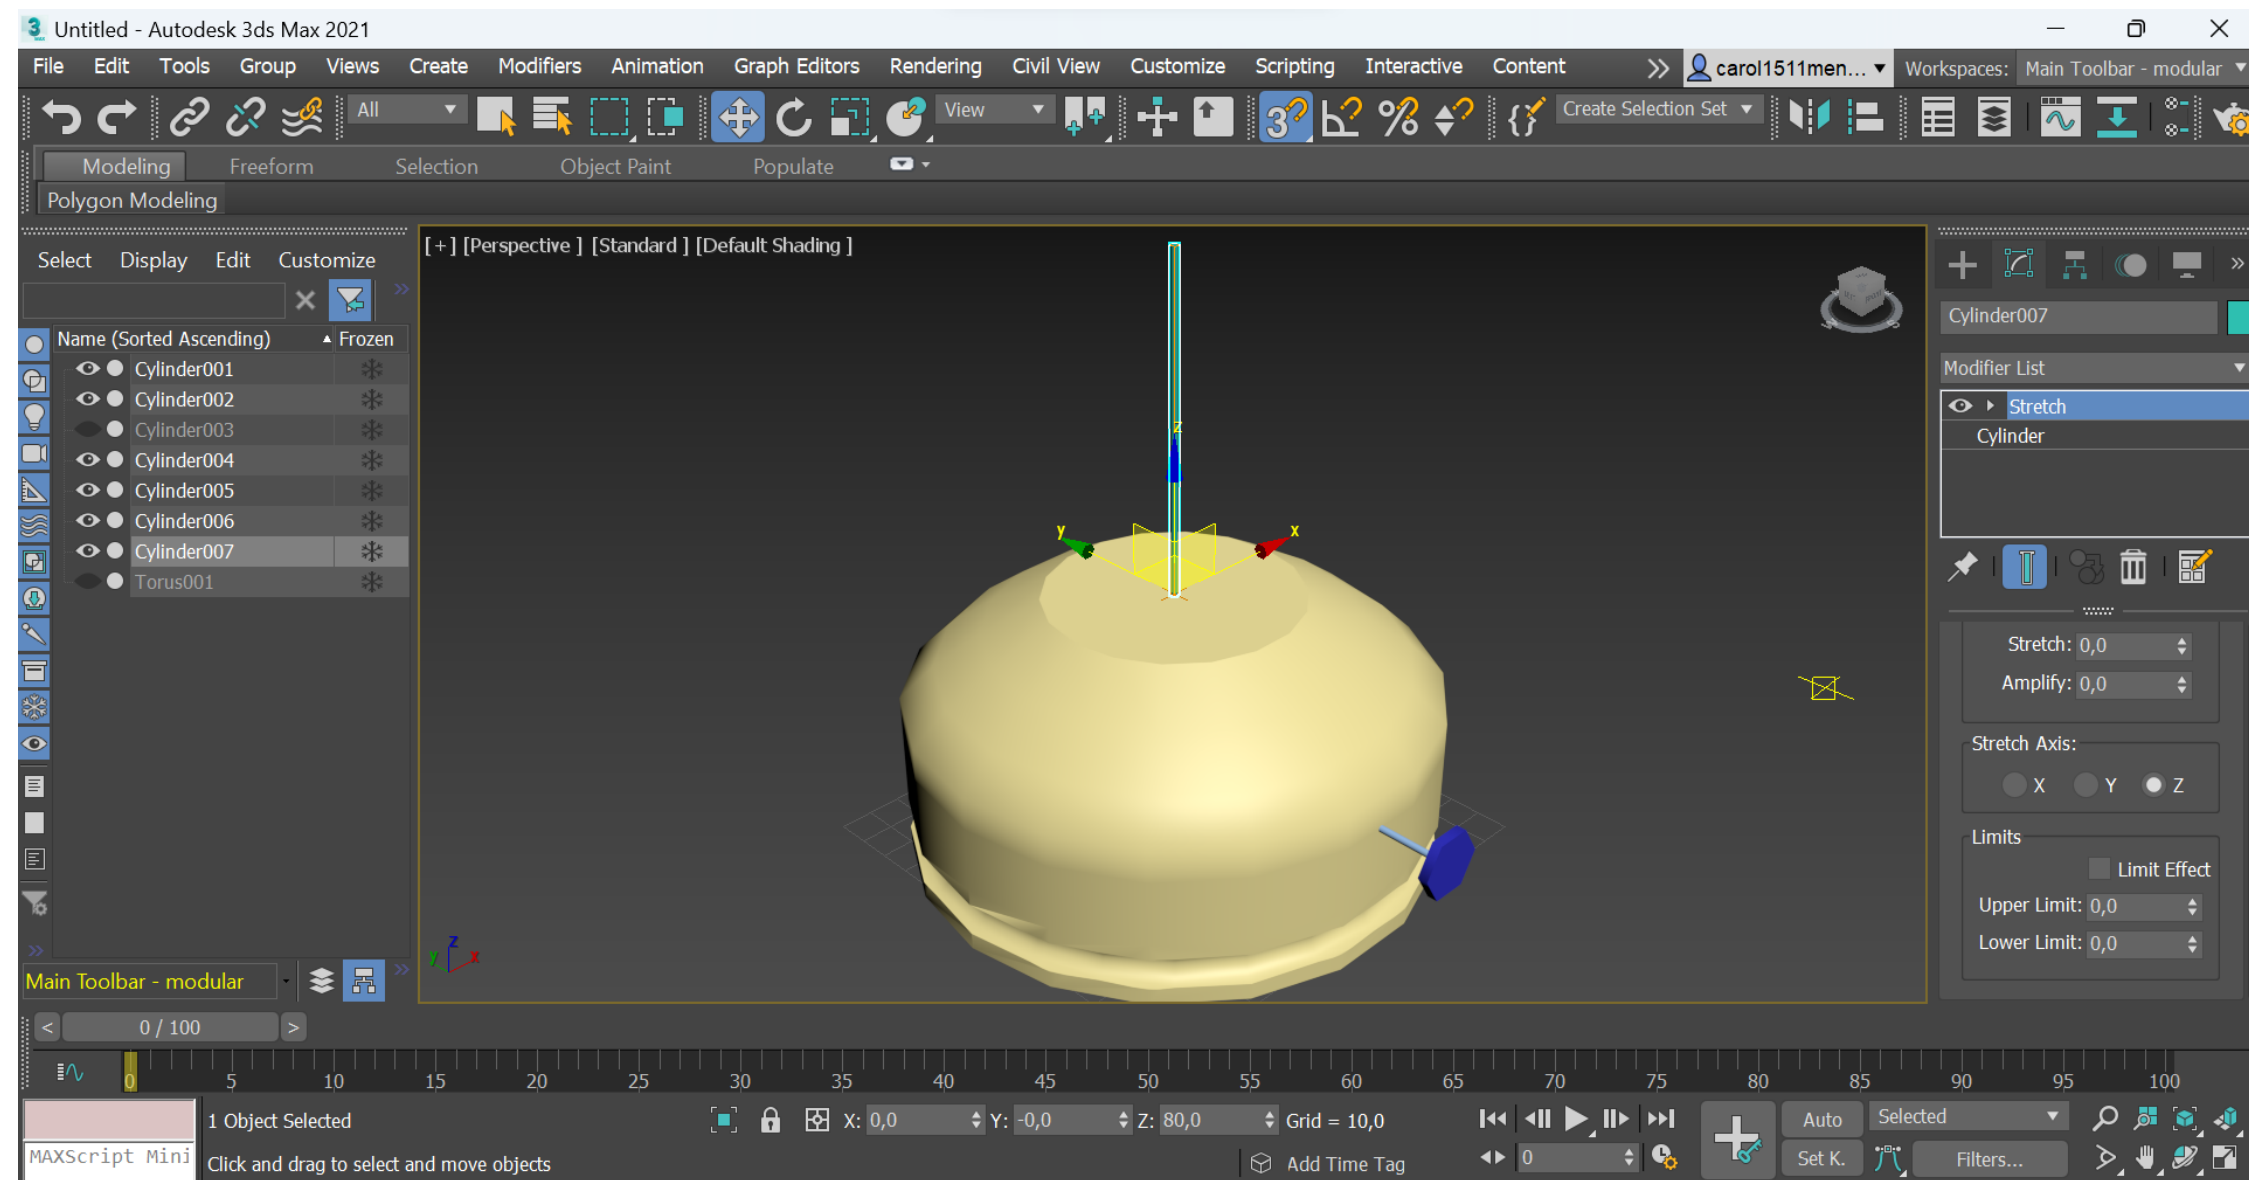 Untitled - Autodesk 3ds Max 2021
File Edit Tools Group Views Create Modifiers Animation Graph Editors Rendering Civil View Customize Scripting Interactive Content carol1511men... Workspaces: Main Toolbar - modular
All View 3 Create Selection Set
Modeling Freeform Selection Object Paint Populate
Polygon Modeling
Select Display Edit Customize
[+] [Perspective ] [Standard ] [Default Shading ]
Name (Sorted Ascending) Frozen
Cylinder001
Cylinder002
Cylinder003
Cylinder004
Cylinder005
Cylinder006
Cylinder007
Torus001
z
y
x
z
y
x
Cylinder007
Modifier List
Stretch
Cylinder
Stretch: 0,0
Amplify: 0,0
Stretch Axis:
X Y Z
Limits
Limit Effect
Upper Limit: 0,0
Lower Limit: 0,0
Main Toolbar - modular
< 0 / 100 >
0 5 10 15 20 25 30 35 40 45 50 55 60 65 70 75 80 85 90 95 100
1 Object Selected X: 0,0 Y: -0,0 Z: 80,0 Grid = 10,0 Auto Selected
MAXScript Mini Click and drag to select and move objects Add Time Tag 0 Set K. Filters...